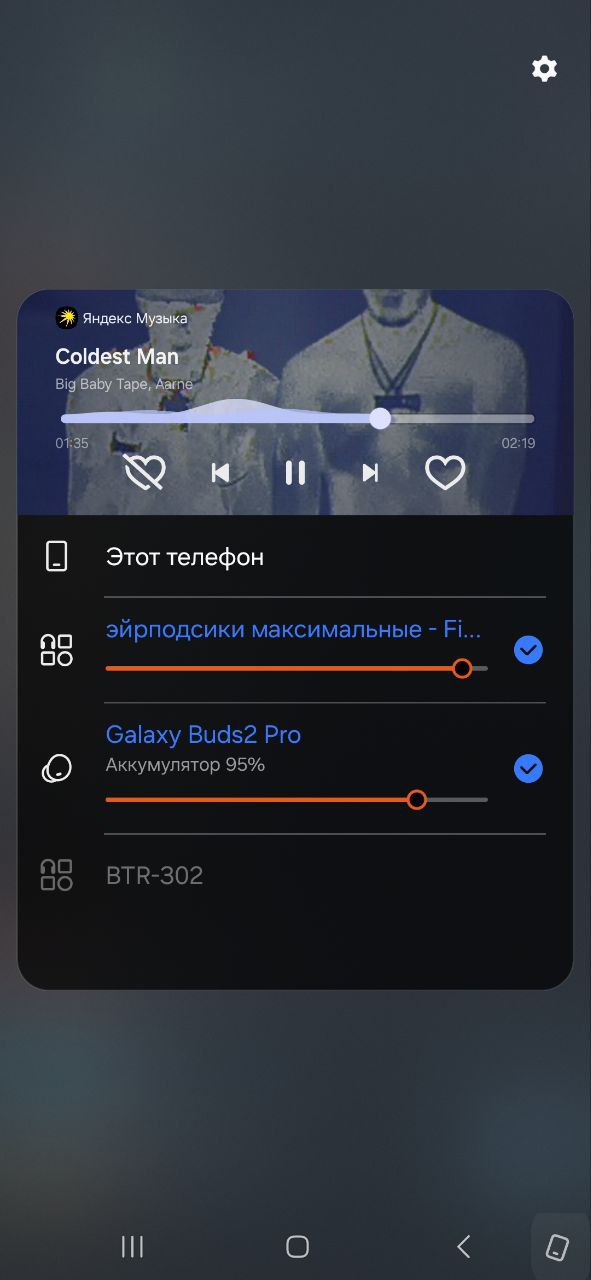 Яндекс Музыка
Coldest Man
Big Baby Tape, Aarne
01:35
02:19
Этот телефон
эйрподсики максимальные - Fi...
Galaxy Buds2 Pro
Аккумулятор 95%
BTR-302